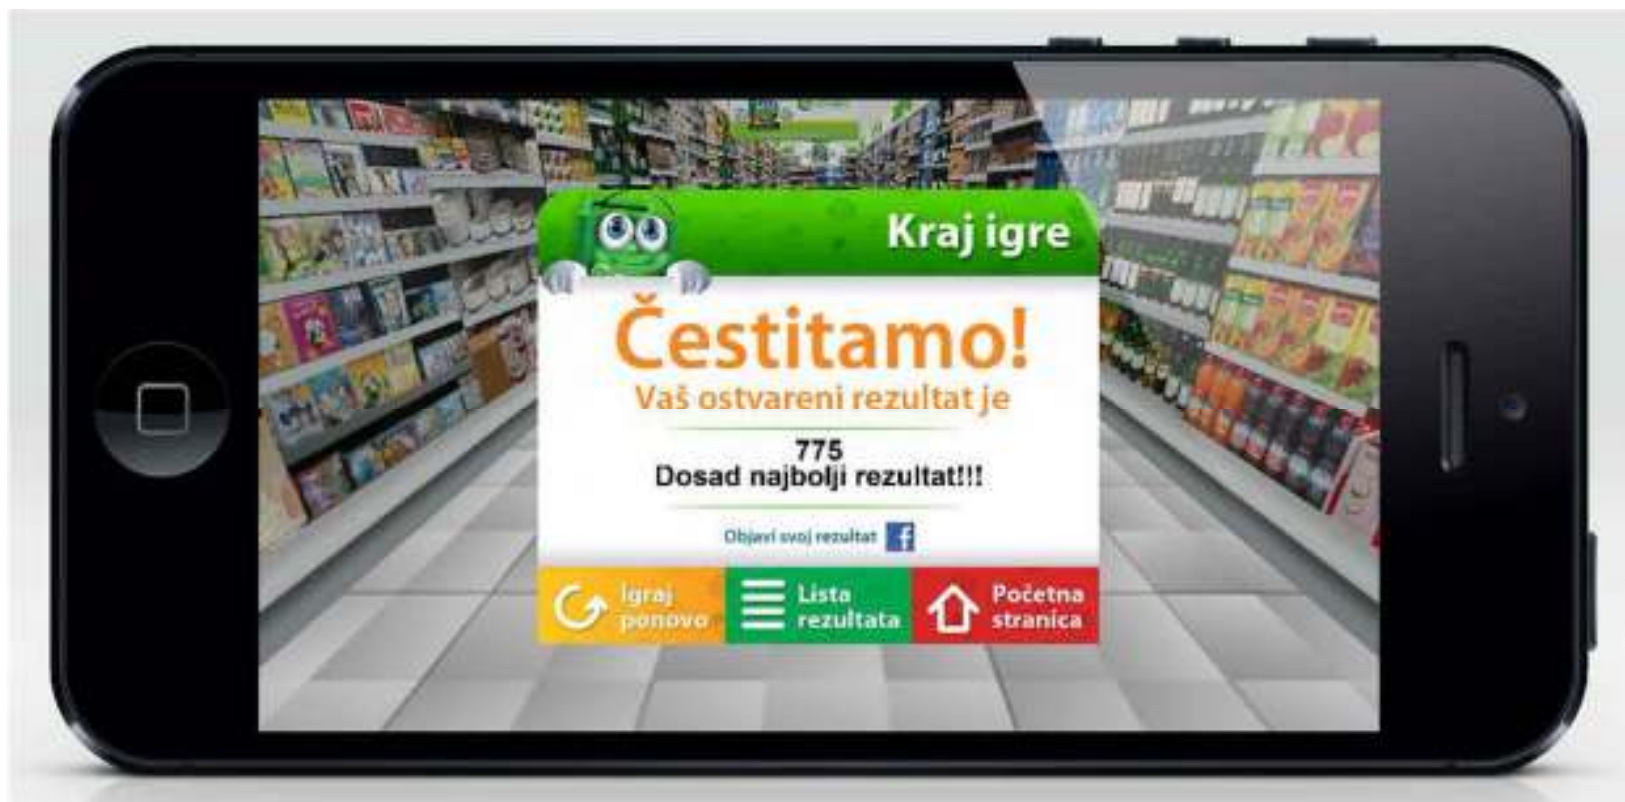 Kraj igre
Čestitamo!
Vaš ostvareni rezultat je
775
Dosad najbolji rezultat!!!
Objavi svoj rezultat f
Igraj
ponovo
Lista
rezultata
Početna
stranica